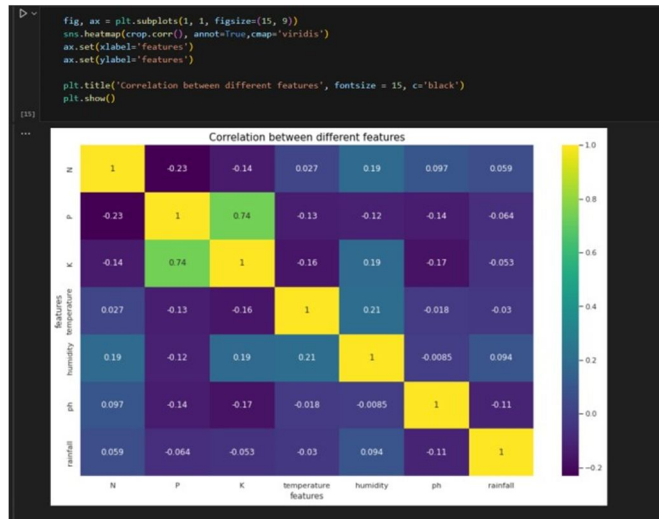 fig, ax = plt.subplots(1, 1, figsize=(15, 9))
sns.heatmap(crop.corr(), annot=True,cmap='viridis')
ax.set(xlabel='features')
ax.set(ylabel='features')
plt.title('Correlation between different features', fontsize = 15, c='black')
plt.show()
[15]
...
Correlation between different features
N 1 -0.23 -0.14 0.027 0.19 0.097 0.059
P -0.23 1 0.74 -0.13 -0.12 -0.14 -0.064
K -0.14 0.74 1 -0.16 0.19 -0.17 -0.053
temperature 0.027 -0.13 -0.16 1 0.21 -0.018 -0.03
humidity 0.19 -0.12 0.19 0.21 1 -0.0085 0.094
ph 0.097 -0.14 -0.17 -0.018 -0.0085 1 -0.11
rainfall 0.059 -0.064 -0.053 -0.03 0.094 -0.11 1
features
N P K temperature humidity ph rainfall
features
1.0
0.8
0.6
0.4
0.2
0.0
-0.2